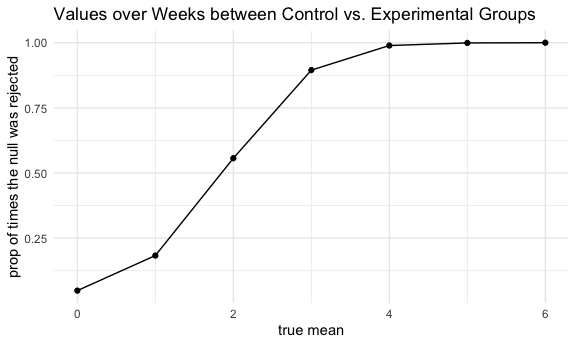 Values over Weeks between Control vs. Experimental Groups
prop of times the null was rejected
1.00
0.75
0.50
0.25
0
2
4
6
true mean